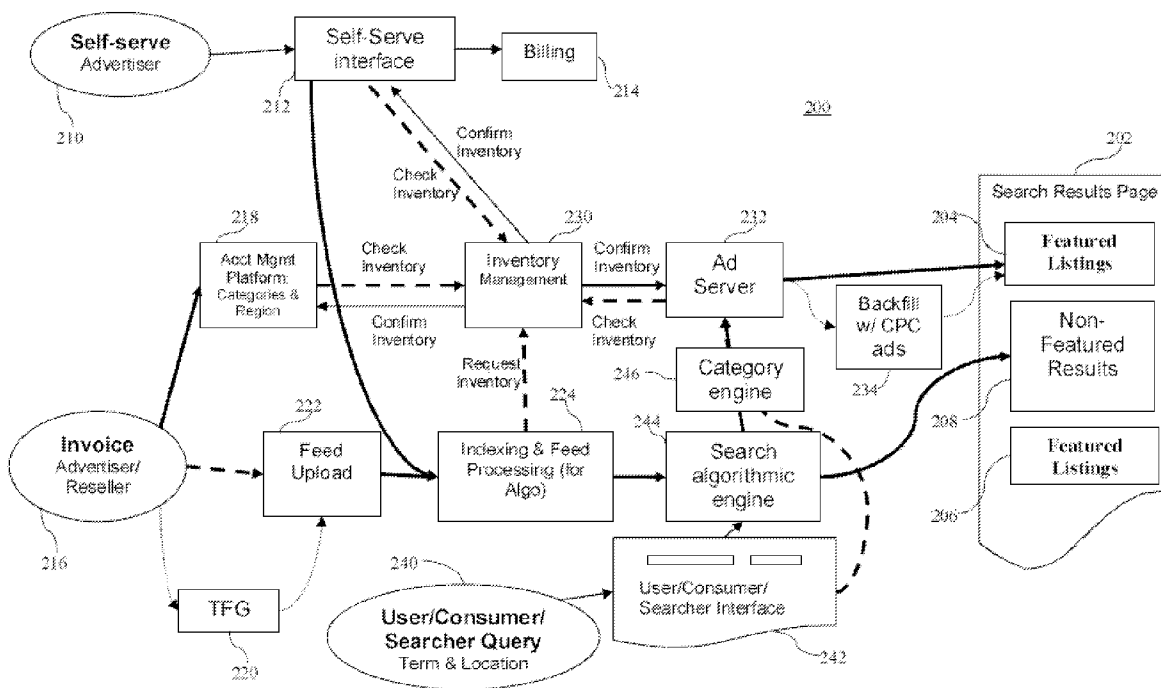 Self-serve
Advertiser
210
Self-Serve
interface
212
Billing
214
200
202
Search Results Page
204
Featured
Listings
Non-
Featured
Results
208
Featured
Listings
206
Confirm
Inventory
Check
Inventory
218
Acct Mgmt
Platform:
Categories &
Region
Check
Inventory
Confirm
Inventory
230
Inventory
Management
Confirm
Inventory
Check
Inventory
232
Ad
Server
Backfill
w/ CPC
ads
234
246
Category
engine
Request
Inventory
222
Feed
Upload
224
Indexing & Feed
Processing (for
Algo)
244
Search
algorithmic
engine
Invoice
Advertiser/
Reseller
216
TFG
220
240
User/Consumer/
Searcher Query
Term & Location
User/Consumer/
Searcher Interface
242